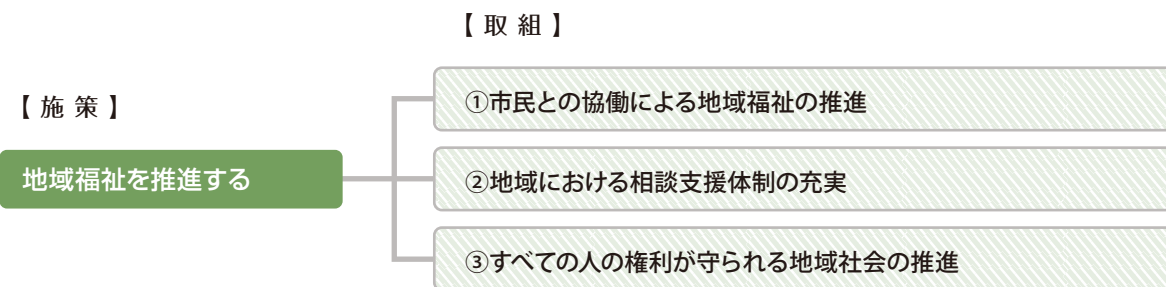 【取組】
【施策】
地域福祉を推進する
①市民との協働による地域福祉の推進
②地域における相談支援体制の充実
③すべての人の権利が守られる地域社会の推進